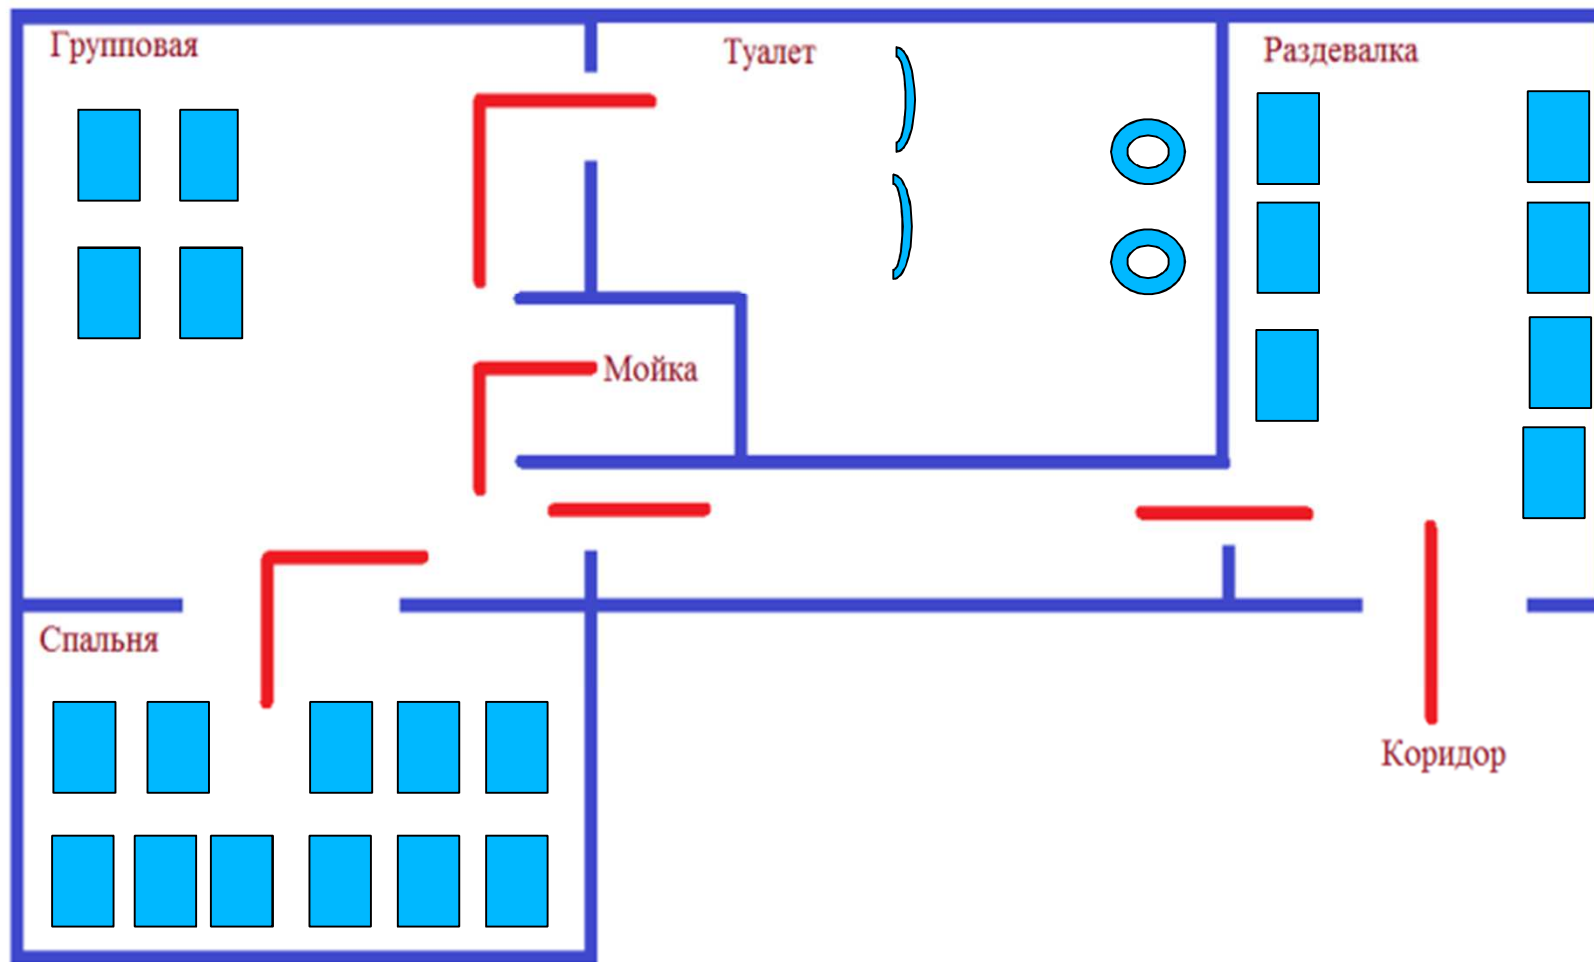 Групповая
Туалет
Раздевалка
Мойка
Спальня
Коридор